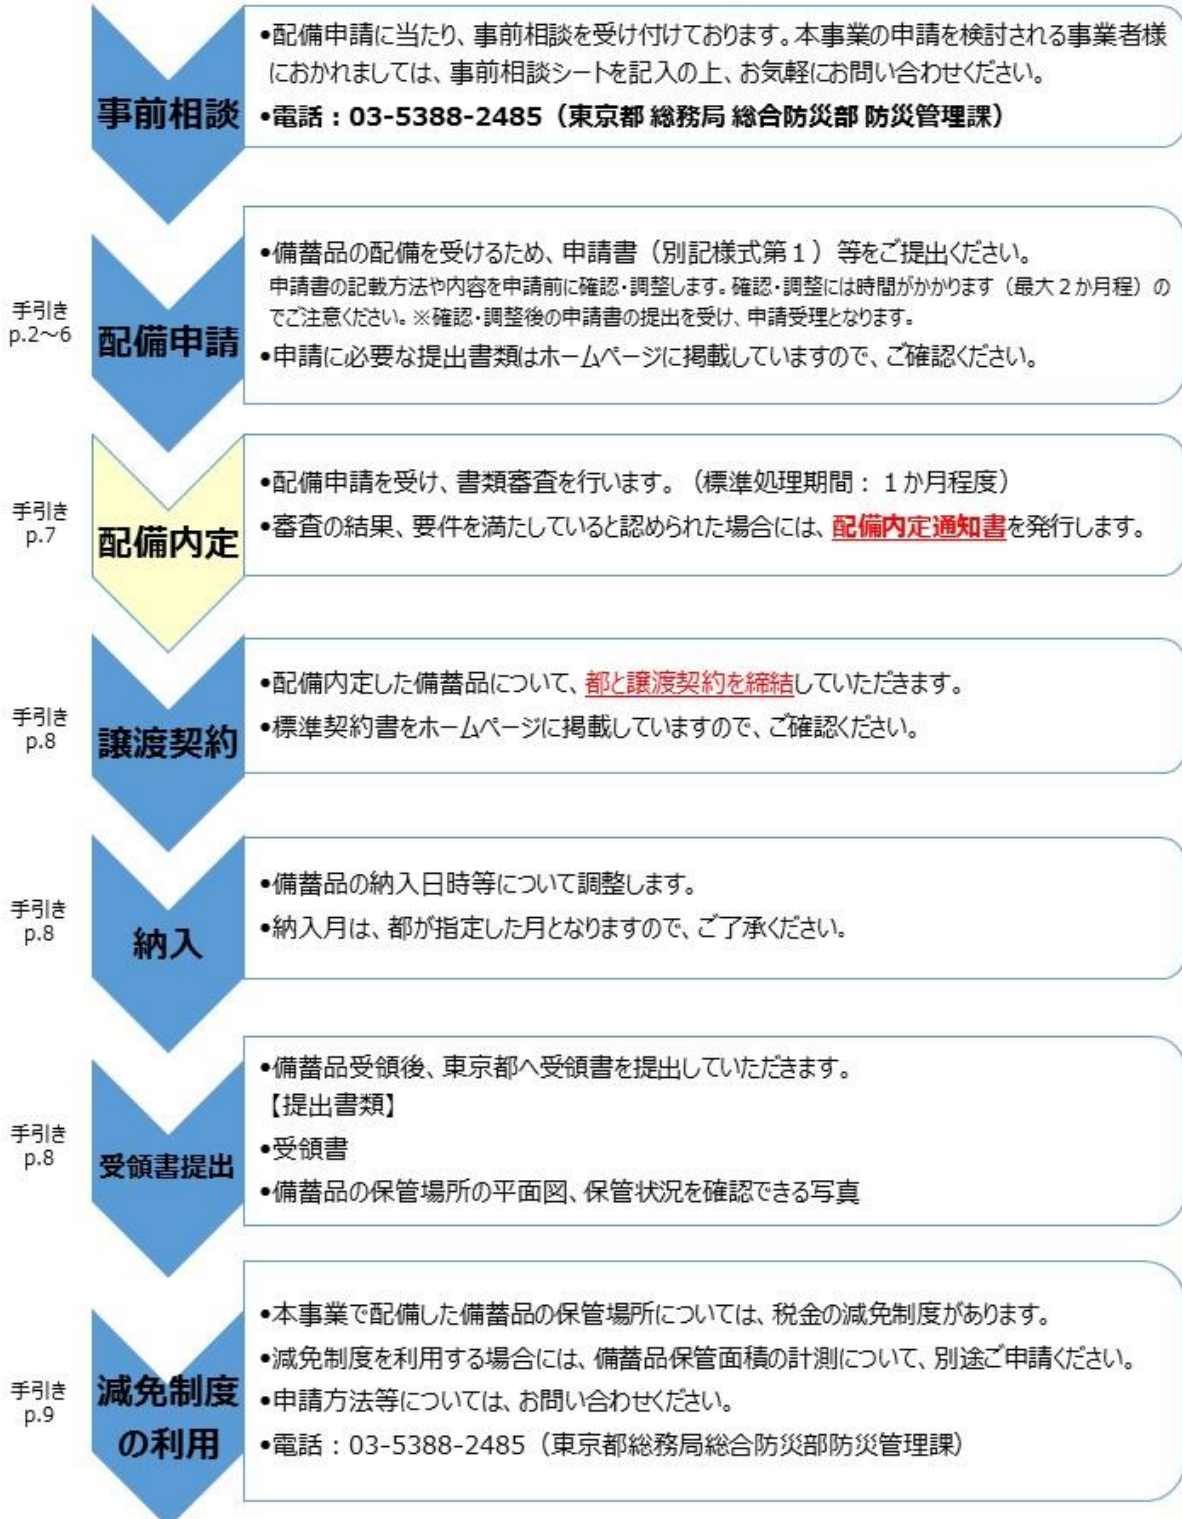 事前相談
•配備申請に当たり、事前相談を受け付けております。本事業の申請を検討される事業者様
におかれましては、事前相談シートを記入の上、お気軽にお問い合わせください。
•電話：03-5388-2485（東京都 総務局 総合防災部 防災管理課）
手引き
p.2～6
配備申請
•備蓄品の配備を受けるため、申請書（別記様式第１）等をご提出ください。
申請書の記載方法や内容を申請前に確認・調整します。確認・調整には時間がかかります（最大２か月程）の
でご注意ください。※確認・調整後の申請書の提出を受け、申請受理となります。
•申請に必要な提出書類はホームページに掲載していますので、ご確認ください。
手引き
p.7
配備内定
•配備申請を受け、書類審査を行います。（標準処理期間：１か月程度）
•審査の結果、要件を満たしていると認められた場合には、配備内定通知書を発行します。
手引き
p.8
譲渡契約
•配備内定した備蓄品について、都と譲渡契約を締結していただきます。
•標準契約書をホームページに掲載していますので、ご確認ください。
手引き
p.8
納入
•備蓄品の納入日時等について調整します。
•納入月は、都が指定した月となりますので、ご了承ください。
手引き
p.8
受領書提出
•備蓄品受領後、東京都へ受領書を提出していただきます。
【提出書類】
•受領書
•備蓄品の保管場所の平面図、保管状況を確認できる写真
手引き
p.9
減免制度
の利用
•本事業で配備した備蓄品の保管場所については、税金の減免制度があります。
•減免制度を利用する場合には、備蓄品保管面積の計測について、別途ご申請ください。
•申請方法等については、お問い合わせください。
•電話：03-5388-2485（東京都総務局総合防災部防災管理課）